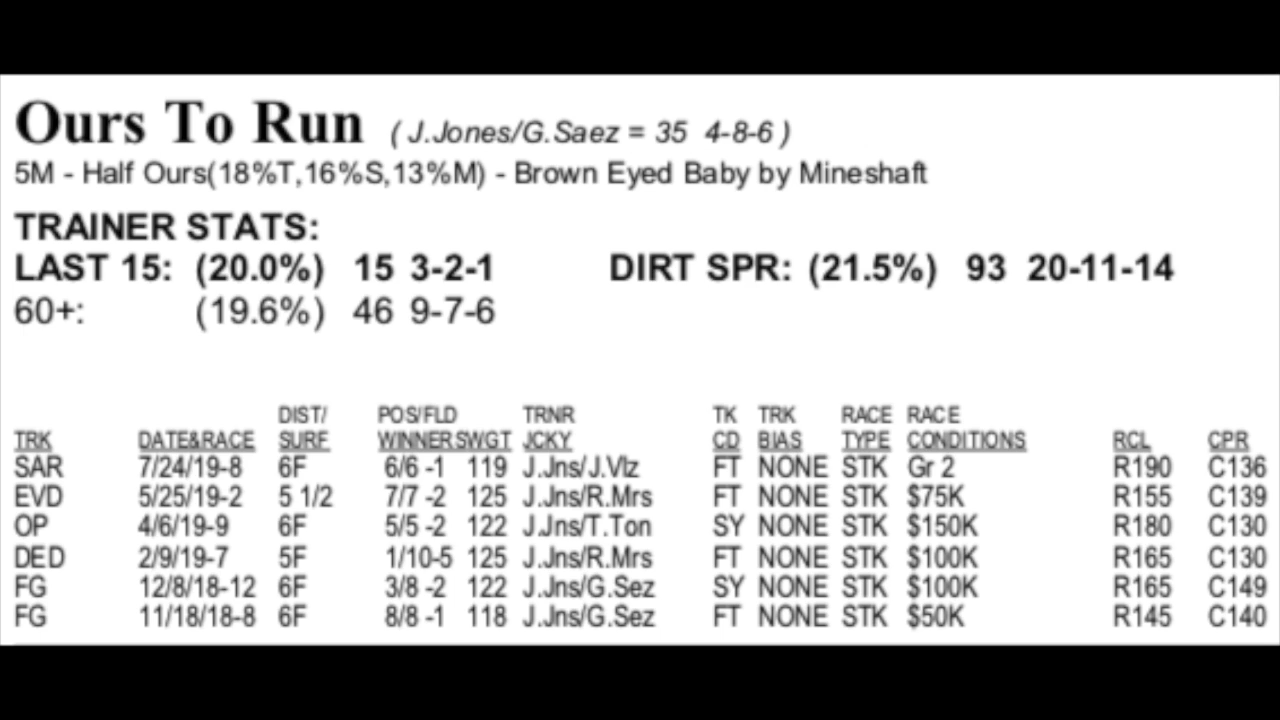 Ours To Run ( J.Jones/G.Saez = 35 4-8-6 )
5M - Half Ours(18%T,16%S,13%M) - Brown Eyed Baby by Mineshaft
TRAINER STATS:
LAST 15: (20.0%) 15 3-2-1 DIRT SPR: (21.5%) 93 20-11-14
60+: (19.6%) 46 9-7-6
DIST/ POS/FLD TRNR TK TRK RACE RACE
TRK DATE&RACE SURF WINNERS WGT JCKY CD BIAS TYPE CONDITIONS RCL CPR
SAR 7/24/19-8 6F 6/6 -1 119 J.Jns/J.Vlz FT NONE STK Gr 2 R190 C136
EVD 5/25/19-2 5 1/2 7/7 -2 125 J.Jns/R.Mrs FT NONE STK $75K R155 C139
OP 4/6/19-9 6F 5/5 -2 122 J.Jns/T.Ton SY NONE STK $150K R180 C130
DED 2/9/19-7 5F 1/10-5 125 J.Jns/R.Mrs FT NONE STK $100K R165 C130
FG 12/8/18-12 6F 3/8 -2 122 J.Jns/G.Sez SY NONE STK $100K R165 C149
FG 11/18/18-8 6F 8/8 -1 118 J.Jns/G.Sez FT NONE STK $50K R145 C140